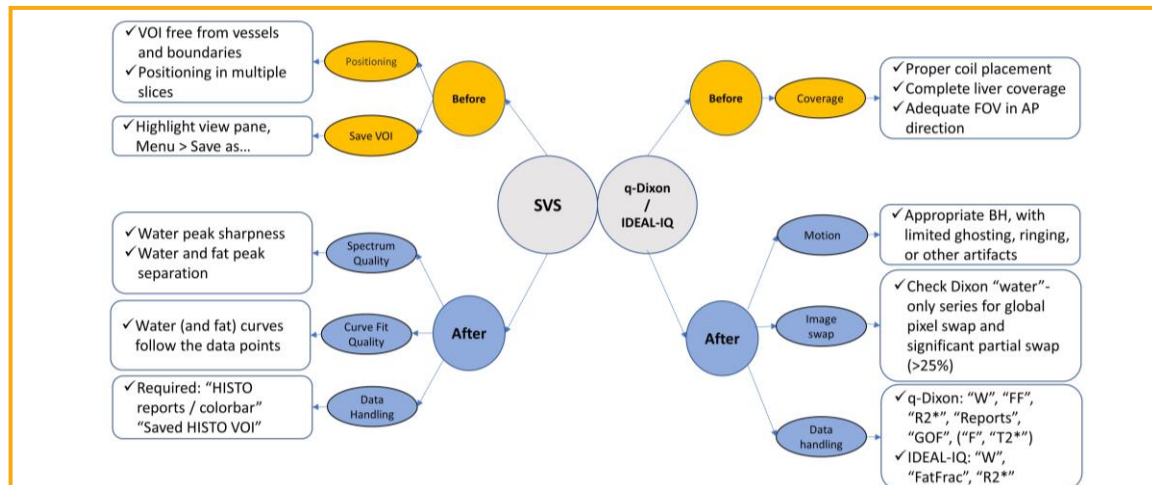 ✓VOI free from vessels
and boundaries
✓Positioning in multiple
slices
Positioning
Before
✓Highlight view pane,
Menu > Save as...
Save VOI
SVS
✓Water peak sharpness
✓Water and fat peak
separation
Spectrum
Quality
✓Water (and fat) curves
follow the data points
Curve Fit
Quality
After
✓Required: “HISTO
reports / colorbar”
“Saved HISTO VOI”
Data
Handling
q-Dixon
/
IDEAL-IQ
Before
Coverage
✓Proper coil placement
✓Complete liver coverage
✓Adequate FOV in AP
direction
After
Motion
✓Appropriate BH, with
limited ghosting, ringing,
or other artifacts
Image
swap
✓Check Dixon “water”-
only series for global
pixel swap and
significant partial swap
(>25%)
Data
handling
✓q-Dixon: “W”, “FF”,
“R2*”, “Reports”,
“GOF”, (“F”, “T2*”)
✓IDEAL-IQ: “W”,
“FatFrac”, “R2*”